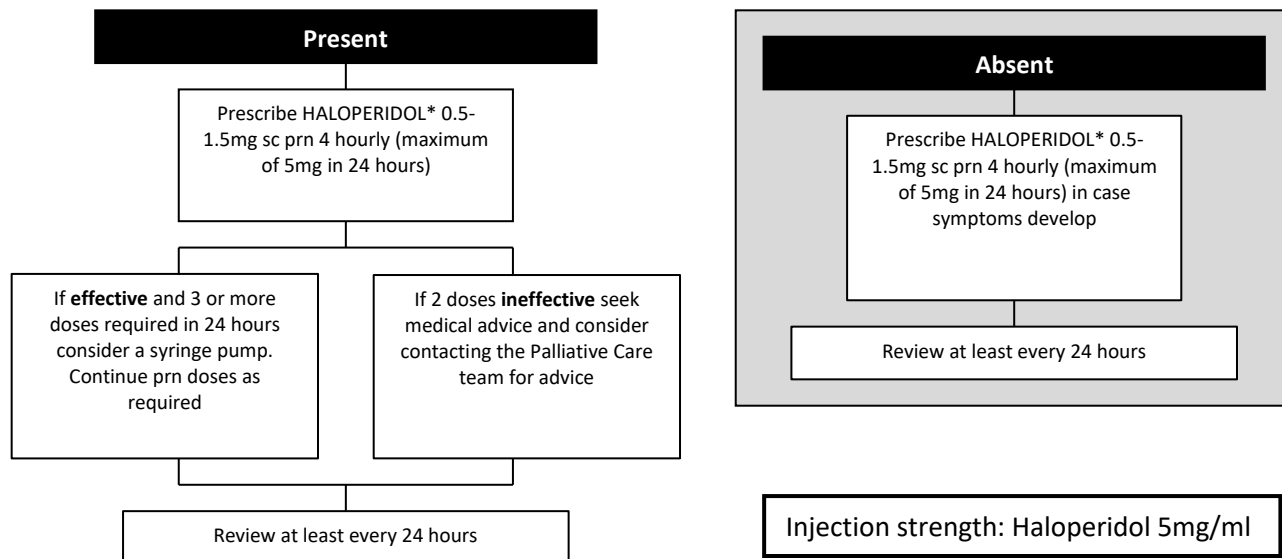 Present
Prescribe HALOPERIDOL* 0.5-
1.5mg sc prn 4 hourly (maximum
of 5mg in 24 hours)
If effective and 3 or more
doses required in 24 hours
consider a syringe pump.
Continue prn doses as
required
If 2 doses ineffective seek
medical advice and consider
contacting the Palliative Care
team for advice
Review at least every 24 hours
Absent
Prescribe HALOPERIDOL* 0.5-
1.5mg sc prn 4 hourly (maximum
of 5mg in 24 hours) in case
symptoms develop
Review at least every 24 hours
Injection strength: Haloperidol 5mg/ml